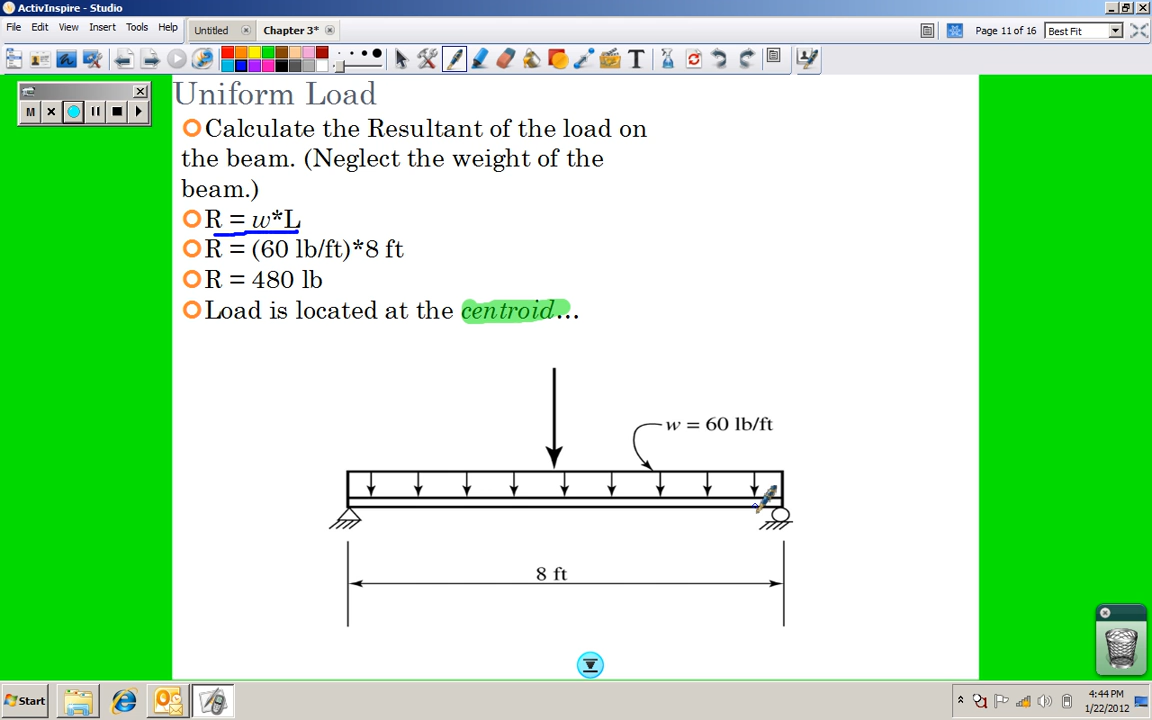 ActivInspire - Studio
File Edit View Insert Tools Help Untitled Chapter 3* Page 11 of 16 Best Fit
T
M
Uniform Load
Calculate the Resultant of the load on
the beam. (Neglect the weight of the
beam.)
R = w*L
R = (60 lb/ft)*8 ft
R = 480 lb
Load is located at the centroid...
w = 60 lb/ft
8 ft
Start
4:44 PM
1/22/2012